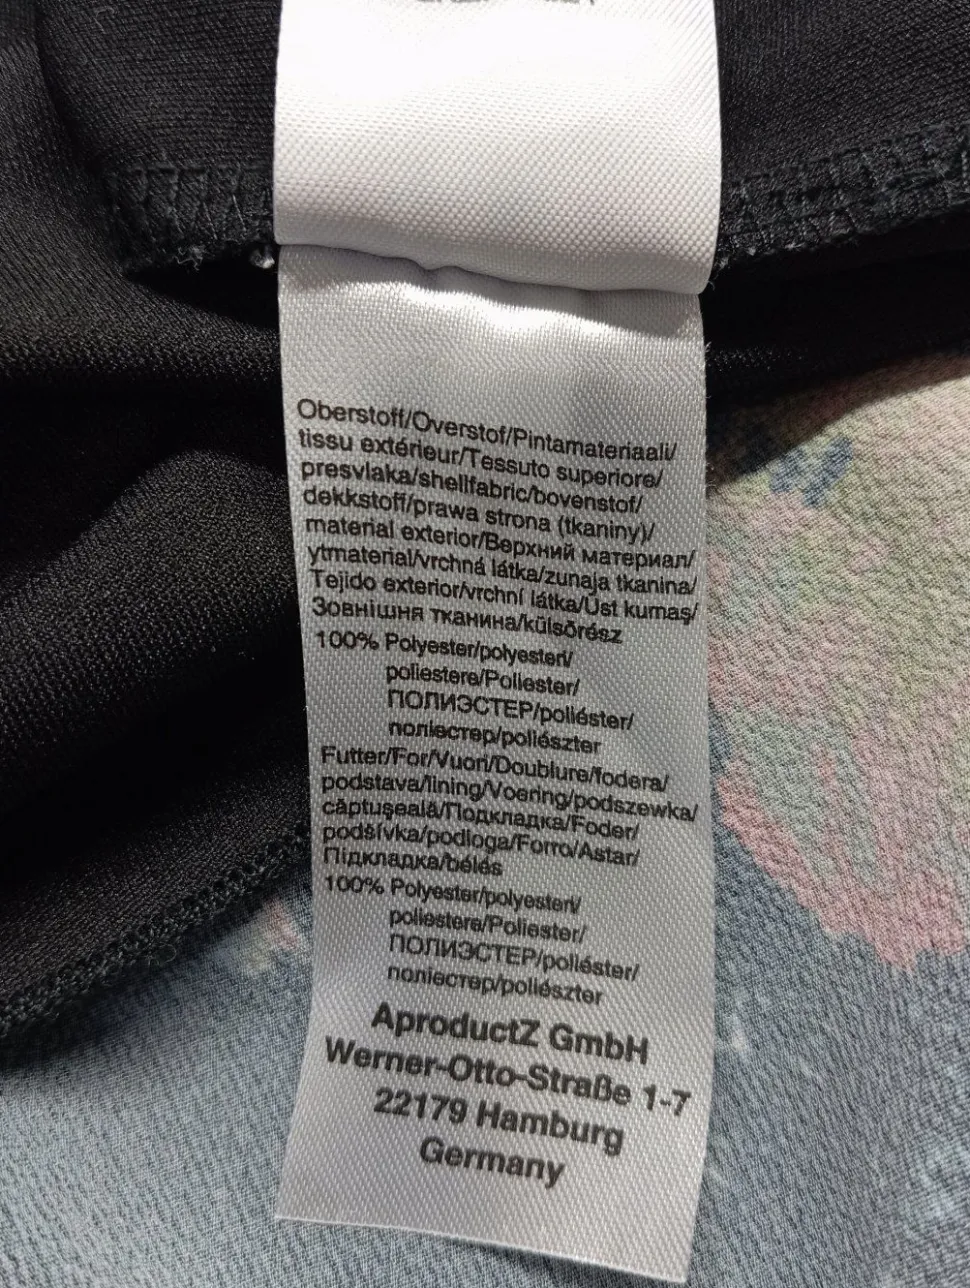 Oberstoff/Overstof/Pintamateriaali/
tissu extérieur/Tessuto superiore/
presvlaka/shellfabric/bovenstof/
dekkstoff/prawa strona (tkaniny)/
material exterior/Верхний материал/
ytmaterial/vrchná látka/zunaja tkanina/
Tejido exterior/vrchní látka/Üst kumaş/
Зовнішня тканина/külsőrész
100% Polyester/polyesteri/
poliestere/Poliester/
ПОЛИЭСТЕР/poliéster/
поліестер/poliészter
Futter/For/Vuori/Doublure/fodera/
podstava/lining/Voering/podszewka/
căptuşeală/Подкладка/Foder/
podšívka/podloga/Forro/Astar/
Підкладка/bélés
100% Polyester/polyesteri/
poliestere/Poliester/
ПОЛИЭСТЕР/poliéster/
поліестер/poliészter
AproductZ GmbH
Werner-Otto-Straße 1-7
22179 Hamburg
Germany